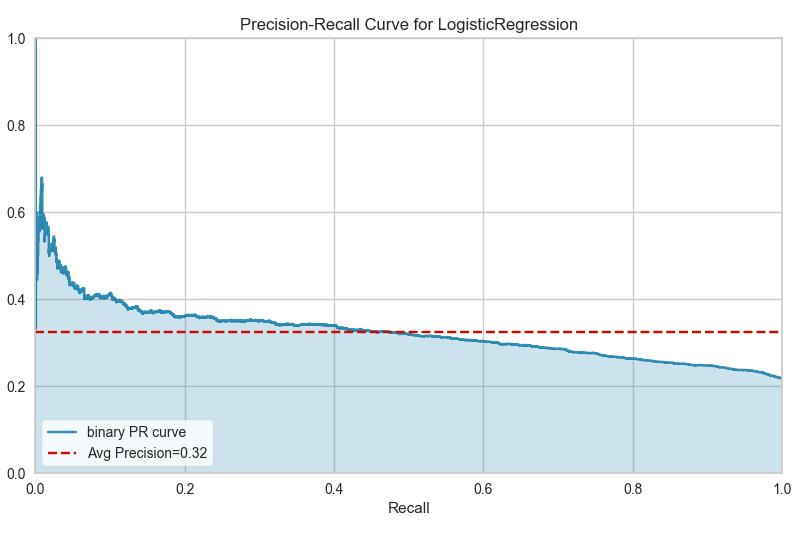 Precision-Recall Curve for LogisticRegression
1.0
0.8
0.6
0.4
0.2
0.0
binary PR curve
Avg Precision=0.32
0.0 0.2 0.4 0.6 0.8 1.0
Recall